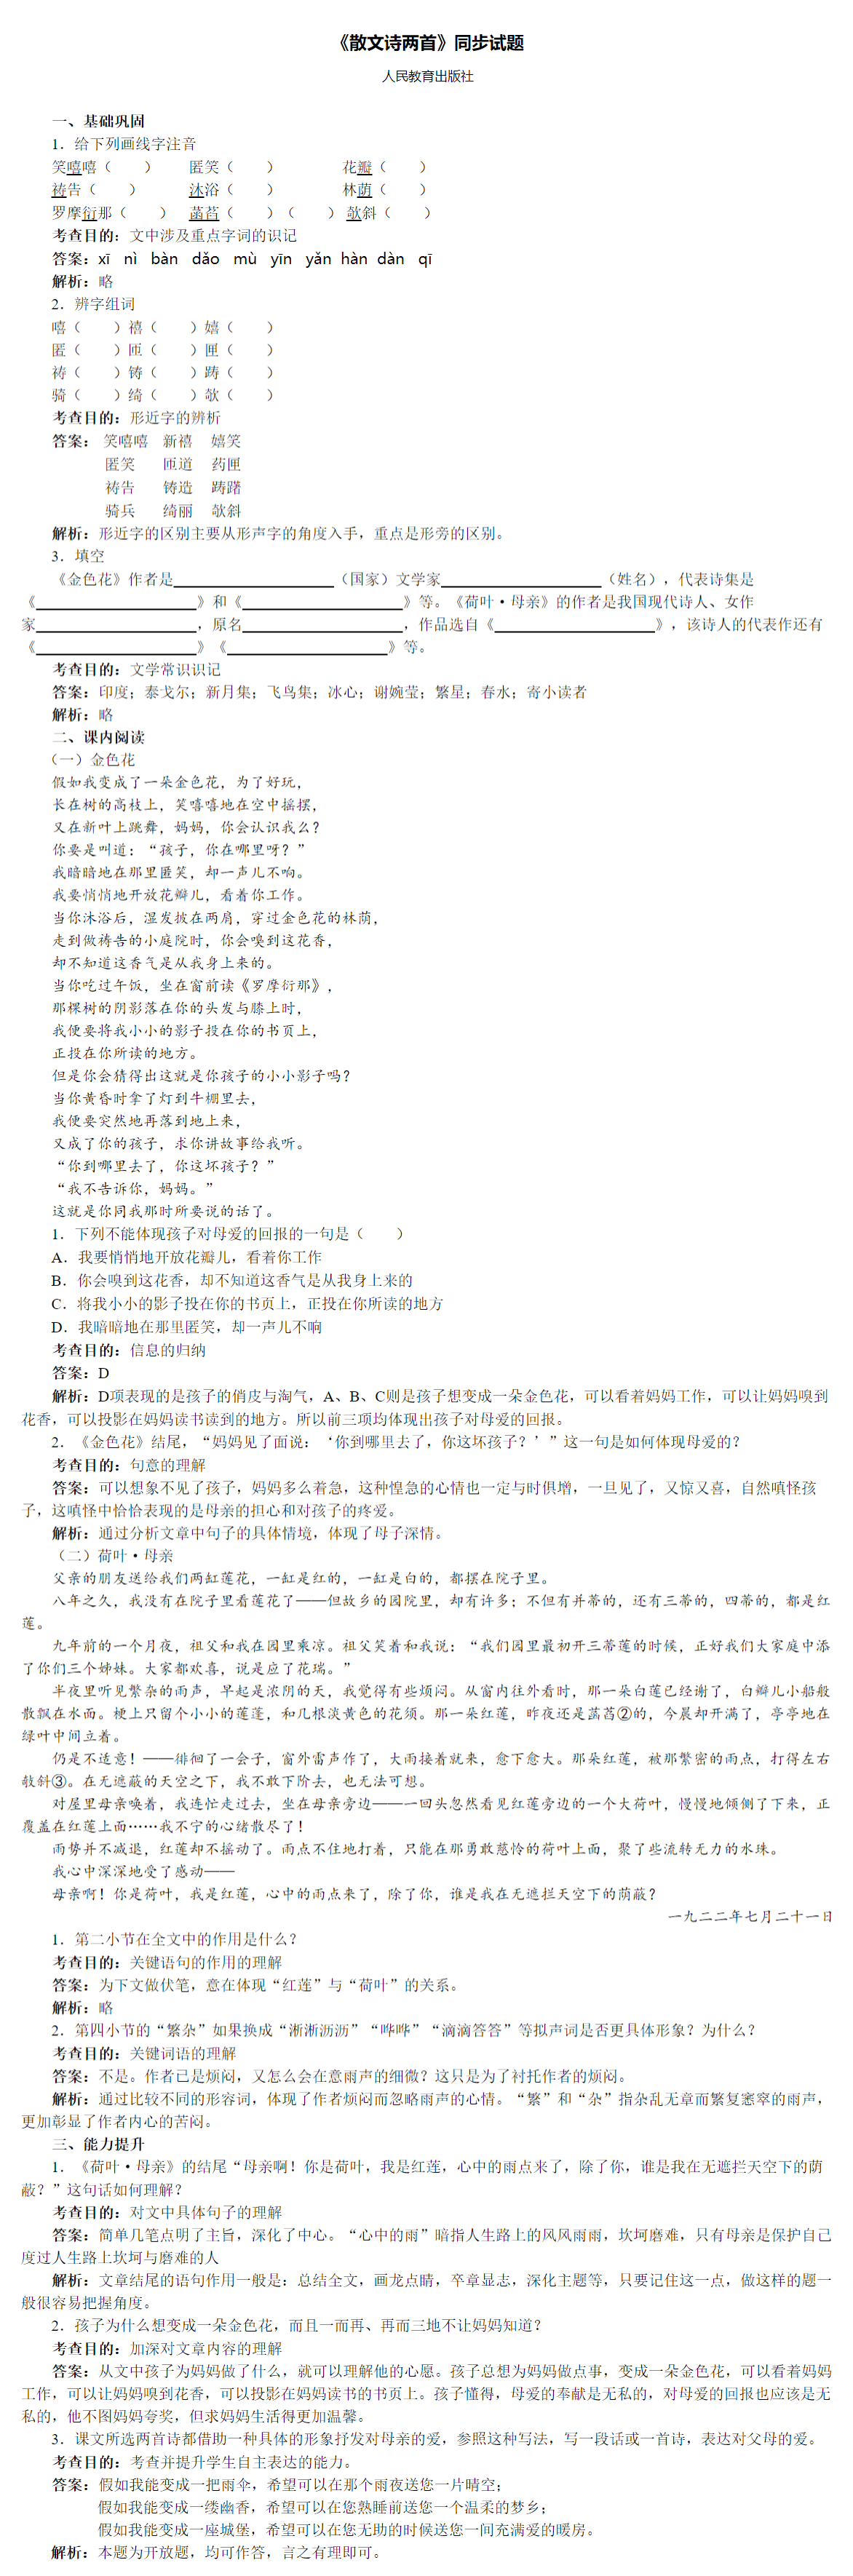 《散文诗两首》同步试题
人民教育出版社
一、基础巩固
1．给下列画线字注音
笑嘻嘻（　　） 匿笑（　　） 花瓣（　　）
祷告（　　） 沐浴（　　） 林荫（　　）
罗摩衍那（　　） 菡萏（　　）（　　） 欹斜（　　）
考查目的：文中涉及重点字词的识记
答案：xī nì bàn dǎo mù yīn yǎn hàn dàn qī
解析：略
2．辨字组词
嘻（　　）禧（　　）嬉（　　）
匿（　　）匝（　　）匣（　　）
祷（　　）铸（　　）踌（　　）
骑（　　）绮（　　）欹（　　）
考查目的：形近字的辨析
答案： 笑嘻嘻 新禧 嬉笑
匿笑 匝道 药匣
祷告 铸造 踌躇
骑兵 绮丽 欹斜
解析：形近字的区别主要从形声字的角度入手，重点是形旁的区别。
3．填空
《金色花》作者是____________________（国家）文学家____________________（姓名），代表诗集是
《____________________》和《____________________》等。《荷叶·母亲》的作者是我国现代诗人、女作
家____________________，原名____________________，作品选自《____________________》，该诗人的代表作还有
《____________________》《____________________》等。
考查目的：文学常识识记
答案：印度；泰戈尔；新月集；飞鸟集；冰心；谢婉莹；繁星；春水；寄小读者
解析：略
二、课内阅读
（一）金色花
假如我变成了一朵金色花，为了好玩，
长在树的高枝上，笑嘻嘻地在空中摇摆，
又在新叶上跳舞，妈妈，你会认识我么？
你要是叫道：“孩子，你在哪里呀？”
我暗暗地在那里匿笑，却一声儿不响。
我要悄悄地开放花瓣儿，看着你工作。
当你沐浴后，湿发披在两肩，穿过金色花的林荫，
走到做祷告的小庭院时，你会嗅到这花香，
却不知道这香气是从我身上来的。
当你吃过午饭，坐在窗前读《罗摩衍那》，
那棵树的阴影落在你的头发与膝上时，
我便要将我小小的影子投在你的书页上，
正投在你所读的地方。
但是你会猜得出这就是你孩子的小小影子吗？
当你黄昏时拿了灯到牛棚里去，
我便要突然地再落到地上来，
又成了你的孩子，求你讲故事给我听。
“你到哪里去了，你这坏孩子？”
“我不告诉你，妈妈。”
这就是你同我那时所要说的话了。
1．下列不能体现孩子对母爱的回报的一句是（　　）
A．我要悄悄地开放花瓣儿，看着你工作
B．你会嗅到这花香，却不知道这香气是从我身上来的
C．将我小小的影子投在你的书页上，正投在你所读的地方
D．我暗暗地在那里匿笑，却一声儿不响
考查目的：信息的归纳
答案：D
解析：D项表现的是孩子的俏皮与淘气，A、B、C则是孩子想变成一朵金色花，可以看着妈妈工作，可以让妈妈嗅到
花香，可以投影在妈妈读书读到的地方。所以前三项均体现出孩子对母爱的回报。
2．《金色花》结尾，“妈妈见了面说：‘你到哪里去了，你这坏孩子？’”这一句是如何体现母爱的？
考查目的：句意的理解
答案：可以想象不见了孩子，妈妈多么着急，这种惶急的心情也一定与时俱增，一旦见了，又惊又喜，自然嗔怪孩
子，这嗔怪中恰恰表现的是母亲的担心和对孩子的疼爱。
解析：通过分析文章中句子的具体情境，体现了母子深情。
（二）荷叶·母亲
父亲的朋友送给我们两缸莲花，一缸是红的，一缸是白的，都摆在院子里。
八年之久，我没有在院子里看莲花了——但故乡的园院里，却有许多；不但有并蒂的，还有三蒂的，四蒂的，都是红
莲。
九年前的一个月夜，祖父和我在园里乘凉。祖父笑着和我说：“我们园里最初开三蒂莲的时候，正好我们大家庭中添
了你们三个姊妹。大家都欢喜，说是应了花瑞。”
半夜里听见繁杂的雨声，早起是浓阴的天，我觉得有些烦闷。从窗内往外看时，那一朵白莲已经谢了，白瓣儿小船般
散飘在水面。梗上只留个小小的莲蓬，和几根淡黄色的花须。那一朵红莲，昨夜还是菡萏②的，今晨却开满了，亭亭地在
绿叶中间立着。
仍是不适意！——徘徊了一会子，窗外雷声作了，大雨接着就来，愈下愈大。那朵红莲，被那繁密的雨点，打得左右
攲斜③。在无遮蔽的天空之下，我不敢下阶去，也无法可想。
对屋里母亲唤着，我连忙走过去，坐在母亲旁边——一回头忽然看见红莲旁边的一个大荷叶，慢慢地倾侧了下来，正
覆盖在红莲上面……我不宁的心绪散尽了！
雨势并不减退，红莲却不摇动了。雨点不住地打着，只能在那勇敢慈怜的荷叶上面，聚了些流转无力的水珠。
我心中深深地受了感动——
母亲啊！你是荷叶，我是红莲，心中的雨点来了，除了你，谁是我在无遮拦天空下的荫蔽？
一九二二年七月二十一日
1．第二小节在全文中的作用是什么？
考查目的：关键语句的作用的理解
答案：为下文做伏笔，意在体现“红莲”与“荷叶”的关系。
解析：略
2．第四小节的“繁杂”如果换成“淅淅沥沥”“哗哗”“滴滴答答”等拟声词是否更具体形象？为什么？
考查目的：关键词语的理解
答案：不是。作者已是烦闷，又怎么会在意雨声的细微？这只是为了衬托作者的烦闷。
解析：通过比较不同的形容词，体现了作者烦闷而忽略雨声的心情。“繁”和“杂”指杂乱无章而繁复窸窣的雨声，
更加彰显了作者内心的苦闷。
三、能力提升
1．《荷叶·母亲》的结尾“母亲啊！你是荷叶，我是红莲，心中的雨点来了，除了你，谁是我在无遮拦天空下的荫
蔽？”这句话如何理解？
考查目的：对文中具体句子的理解
答案：简单几笔点明了主旨，深化了中心。“心中的雨”暗指人生路上的风风雨雨，坎坷磨难，只有母亲是保护自己
度过人生路上坎坷与磨难的人
解析：文章结尾的语句作用一般是：总结全文，画龙点睛，卒章显志，深化主题等，只要记住这一点，做这样的题一
般很容易把握角度。
2．孩子为什么想变成一朵金色花，而且一而再、再而三地不让妈妈知道？
考查目的：加深对文章内容的理解
答案：从文中孩子为妈妈做了什么，就可以理解他的心愿。孩子总想为妈妈做点事，变成一朵金色花，可以看着妈妈
工作，可以让妈妈嗅到花香，可以投影在妈妈读书的书页上。孩子懂得，母爱的奉献是无私的，对母爱的回报也应该是无
私的，他不图妈妈夸奖，但求妈妈生活得更加温馨。
3．课文所选两首诗都借助一种具体的形象抒发对母亲的爱，参照这种写法，写一段话或一首诗，表达对父母的爱。
考查目的：考查并提升学生自主表达的能力。
答案：假如我能变成一把雨伞，希望可以在那个雨夜送您一片晴空；
假如我能变成一缕幽香，希望可以在您熟睡前送您一个温柔的梦乡；
假如我能变成一座城堡，希望可以在您无助的时候送您一间充满爱的暖房。
解析：本题为开放题，均可作答，言之有理即可。